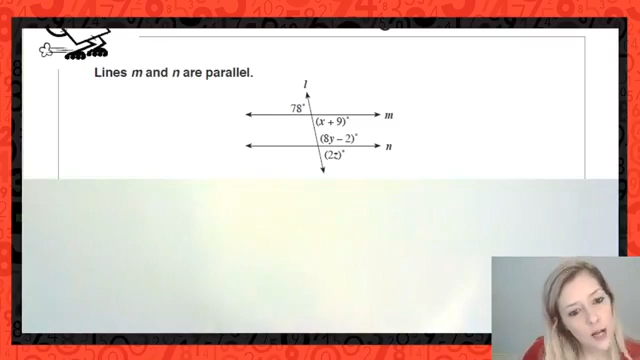 Lines m and n are parallel.
l
78°
m
(x + 9)°
(8y − 2)°
n
(2z)°